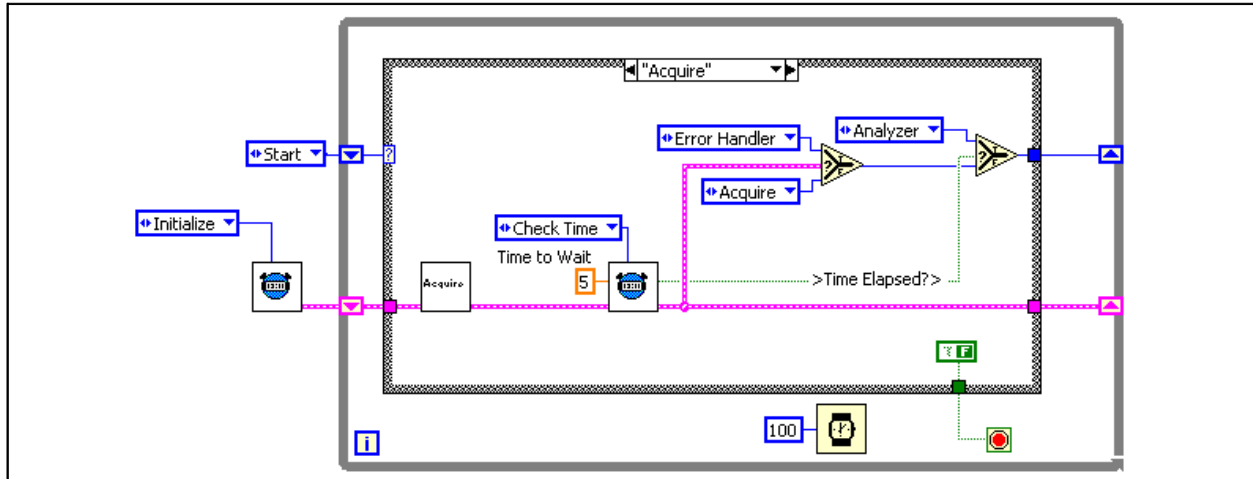 "Acquire"
Error Handler
Analyzer
Start
?
T
?
F
T
?
F
Acquire
Initialize
Check Time
Time to Wait
5
Acquire
>Time Elapsed?>
F
100
i